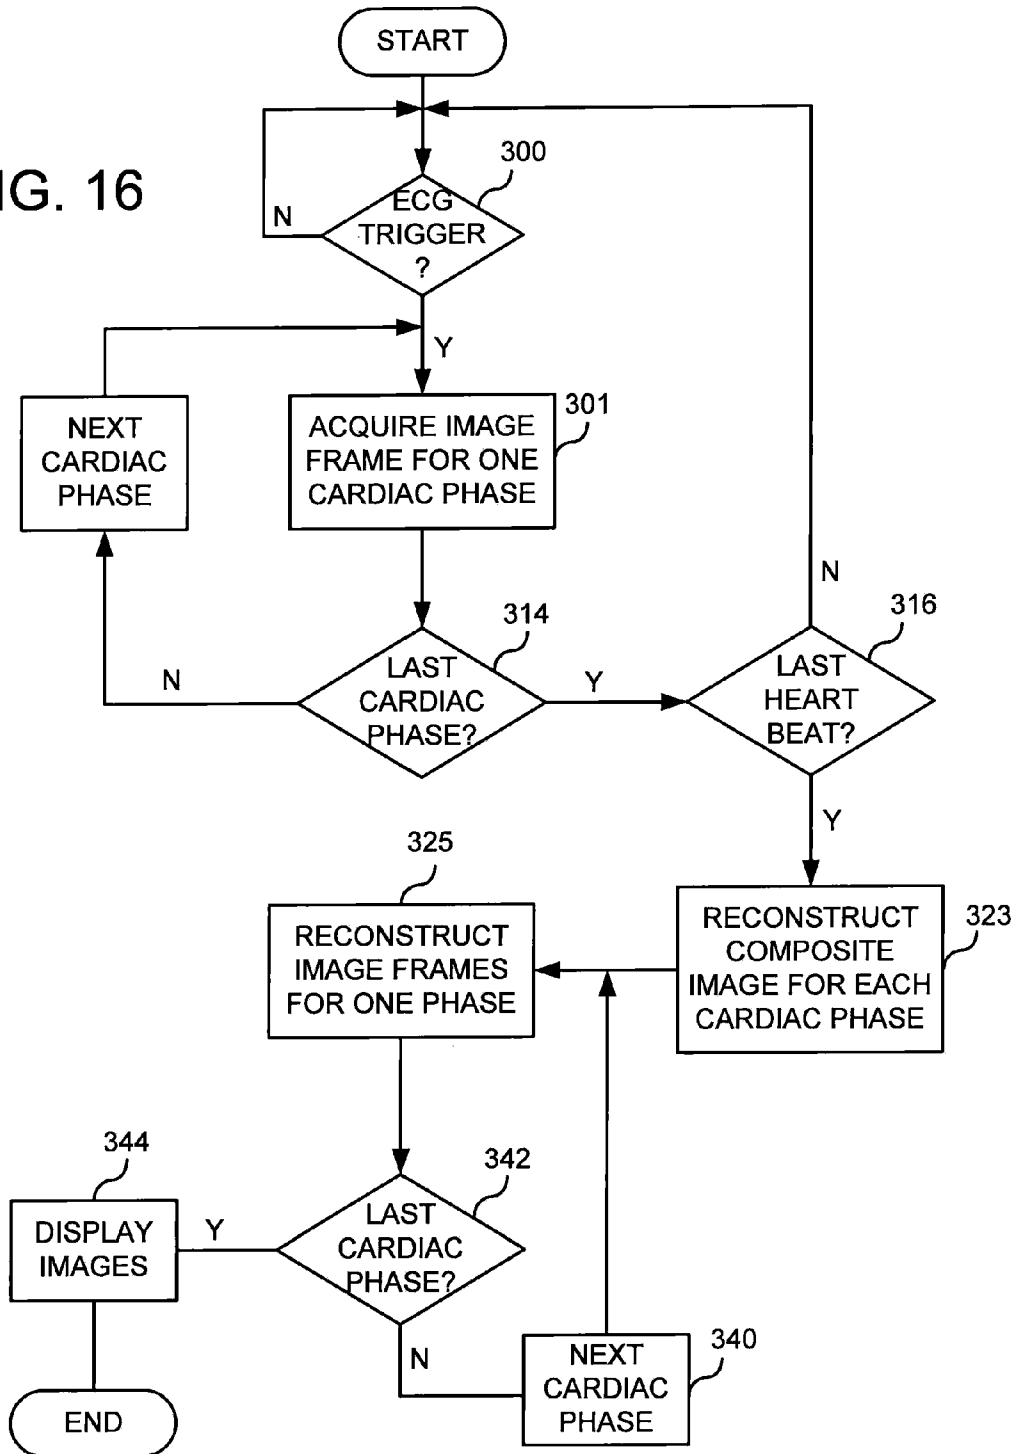 START
IG. 16
300
ECG
TRIGGER
?
N
Y
NEXT
CARDIAC
PHASE
ACQUIRE IMAGE
FRAME FOR ONE
CARDIAC PHASE
301
N
314
LAST
CARDIAC
PHASE?
N
Y
316
LAST
HEART
BEAT?
Y
325
RECONSTRUCT
IMAGE FRAMES
FOR ONE PHASE
RECONSTRUCT
COMPOSITE
IMAGE FOR EACH
CARDIAC PHASE
323
344
DISPLAY
IMAGES
Y
342
LAST
CARDIAC
PHASE?
N
NEXT
CARDIAC
PHASE
340
END